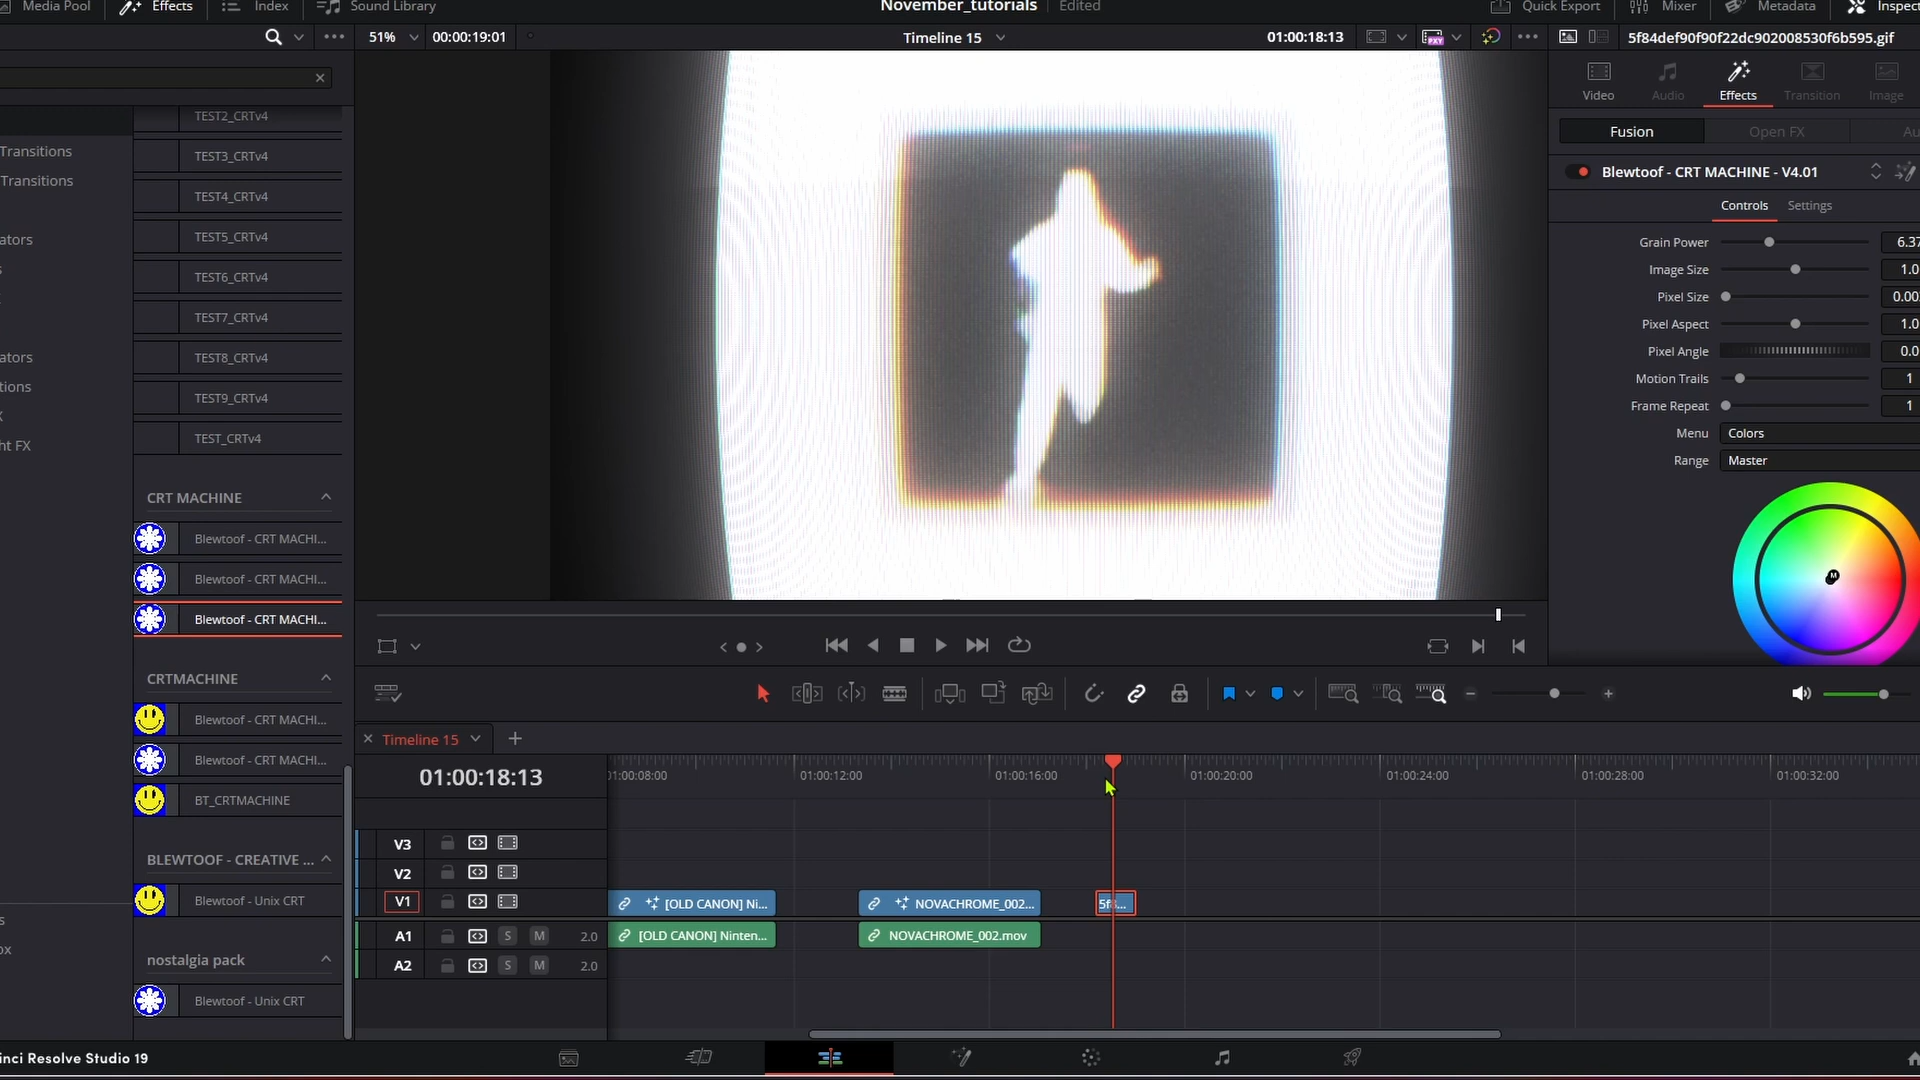 Media Pool
Effects
Index
Sound Library
November_tutorials
Edited
Quick Export
Mixer
Metadata
Inspect
51%
00:00:19:01
Timeline 15
01:00:18:13
5f84def90f90f22dc902008530f6b595.gif
Video
Audio
Effects
Transition
Image
Fusion
Open FX
Au
Blewtoof - CRT MACHINE - V4.01
Controls
Settings
Grain Power
6.37
Image Size
1.0
Pixel Size
0.00
Pixel Aspect
1.0
Pixel Angle
0.0
Motion Trails
1
Frame Repeat
1
Menu
Colors
Range
Master
M
Transitions
Transitions
ators
ators
tions
ht FX
TEST2_CRTv4
TEST3_CRTv4
TEST4_CRTv4
TEST5_CRTv4
TEST6_CRTv4
TEST7_CRTv4
TEST8_CRTv4
TEST9_CRTv4
TEST_CRTv4
CRT MACHINE
Blewtoof - CRT MACHI...
Blewtoof - CRT MACHI...
Blewtoof - CRT MACHI...
CRTMACHINE
Blewtoof - CRT MACHI...
Blewtoof - CRT MACHI...
BT_CRTMACHINE
BLEWTOOF - CREATIVE ...
Blewtoof - Unix CRT
nostalgia pack
Blewtoof - Unix CRT
Timeline 15
01:00:18:13
01:00:08:00
01:00:12:00
01:00:16:00
01:00:20:00
01:00:24:00
01:00:28:00
01:00:32:00
V3
V2
V1
[OLD CANON] Ni...
NOVACHROME_002...
5f8...
A1
S
M
2.0
[OLD CANON] Ninten...
NOVACHROME_002.mov
A2
S
M
2.0
inci Resolve Studio 19